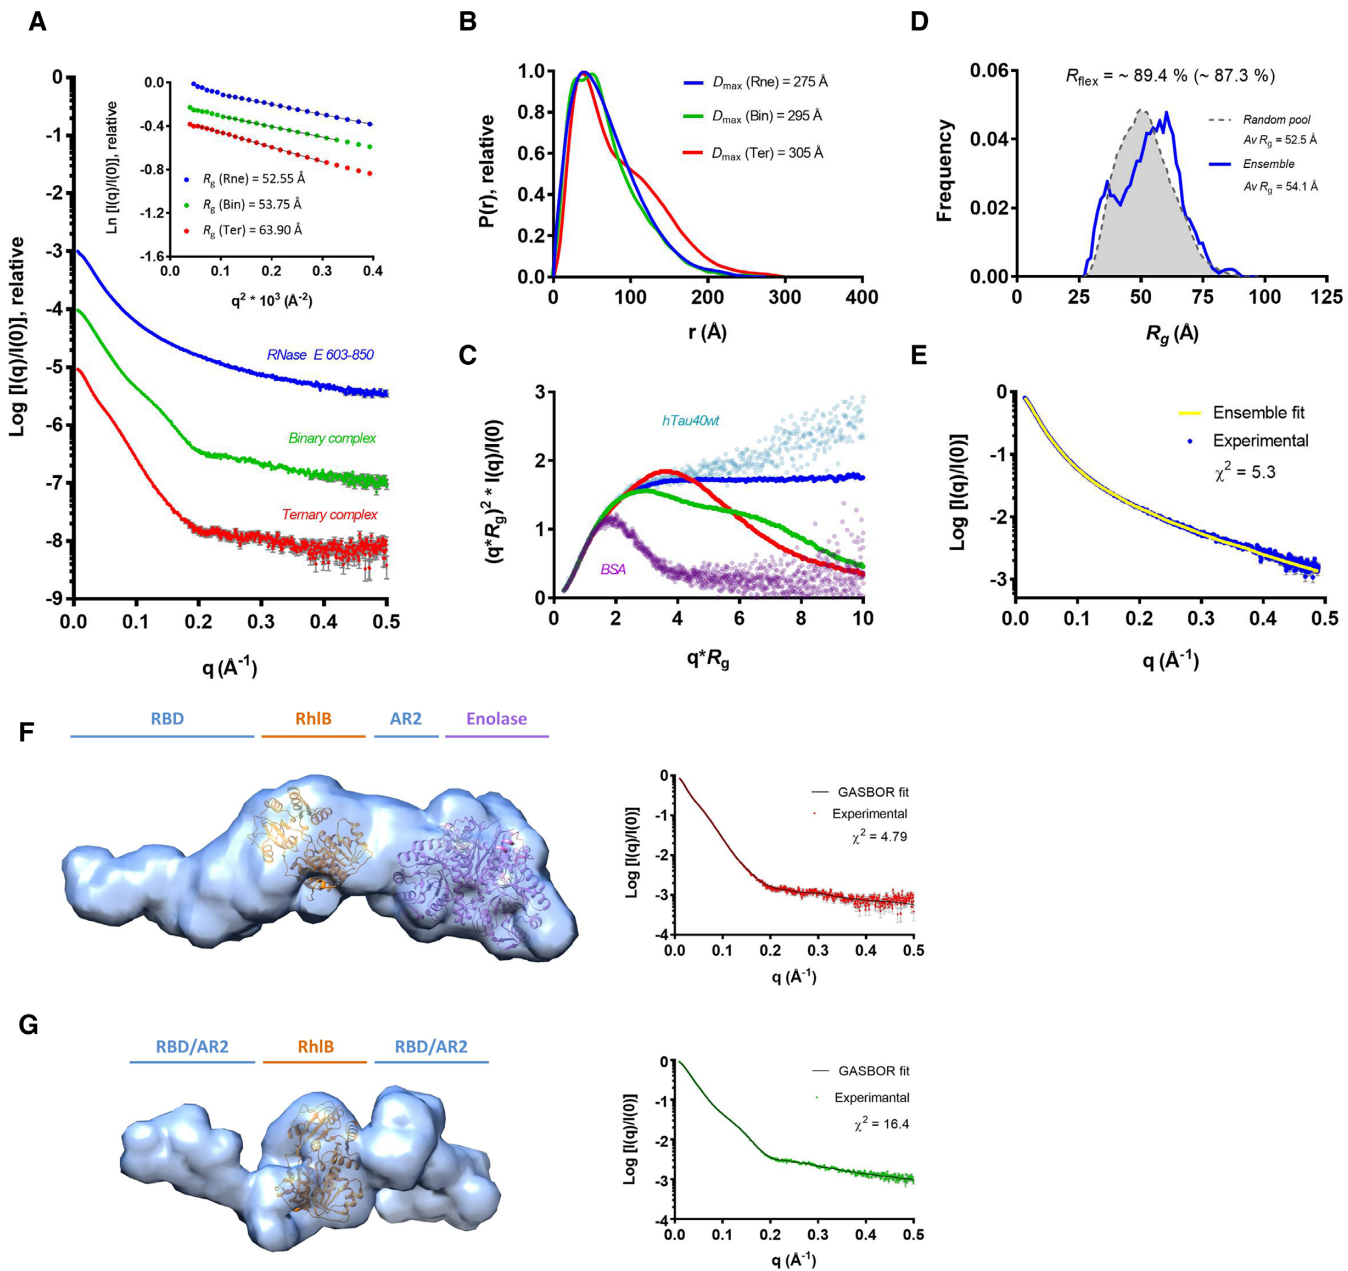 A
Log [I(q)/I(0)], relative
0
-1
-2
-3
-4
-5
-6
-7
-8
-9
0.0
0.1
0.2
0.3
0.4
0.5
q (Å⁻¹)
RNase E 603-850
Binary complex
Ternary complex
Ln [I(q)/I(0)], relative
0.0
-0.4
-0.8
-1.2
-1.6
Rg (Rne) = 52.55 Å
Rg (Bin) = 53.75 Å
Rg (Ter) = 63.90 Å
0.0
0.1
0.2
0.3
0.4
q² * 10³ (Å⁻²)
B
P(r), relative
1.0
0.8
0.6
0.4
0.2
0.0
Dmax (Rne) = 275 Å
Dmax (Bin) = 295 Å
Dmax (Ter) = 305 Å
0
100
200
300
400
r (Å)
C
(q*Rg)² * I(q)/I(0)
3
2
1
0
hTau40wt
BSA
0
2
4
6
8
10
q*Rg
D
Frequency
0.06
0.04
0.02
0.00
Rflex = ~ 89.4 % (~ 87.3 %)
Random pool
Av Rg = 52.5 Å
Ensemble
Av Rg = 54.1 Å
0
25
50
75
100
125
Rg (Å)
E
Log [I(q)/I(0)]
0
-1
-2
-3
Ensemble fit
Experimental
χ² = 5.3
0.0
0.1
0.2
0.3
0.4
0.5
q (Å⁻¹)
F
RBD
RhlB
AR2
Enolase
Log [I(q)/I(0)]
0
-1
-2
-3
-4
GASBOR fit
Experimental
χ² = 4.79
0.0
0.1
0.2
0.3
0.4
0.5
q (Å⁻¹)
G
RBD/AR2
RhlB
RBD/AR2
Log [I(q)/I(0)]
0
-1
-2
-3
-4
GASBOR fit
Experimantal
χ² = 16.4
0.0
0.1
0.2
0.3
0.4
0.5
q (Å⁻¹)